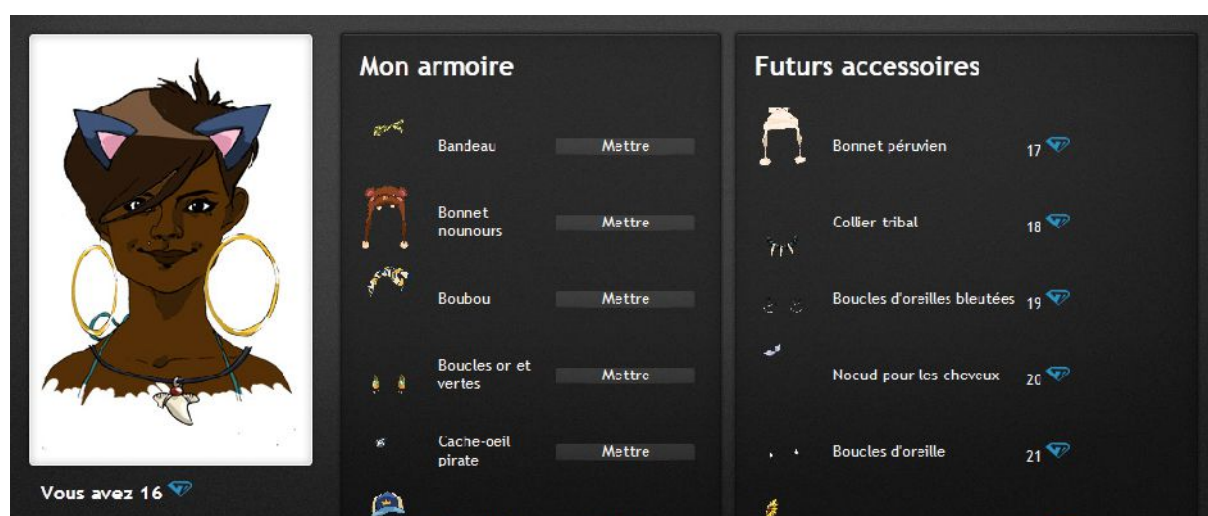 Mon armoire
Bandeau
Mettre
Bonnet
nounours
Mettre
Boubou
Mettre
Boucles or et
vertes
Mettre
Cache-oeil
pirate
Mettre
Futurs accessoires
Bonnet péruvien
17
Collier tribal
18
Boucles d'oreilles bleutées
19
Noeud pour les cheveux
20
Boucles d'oreille
21
Vous avez 16